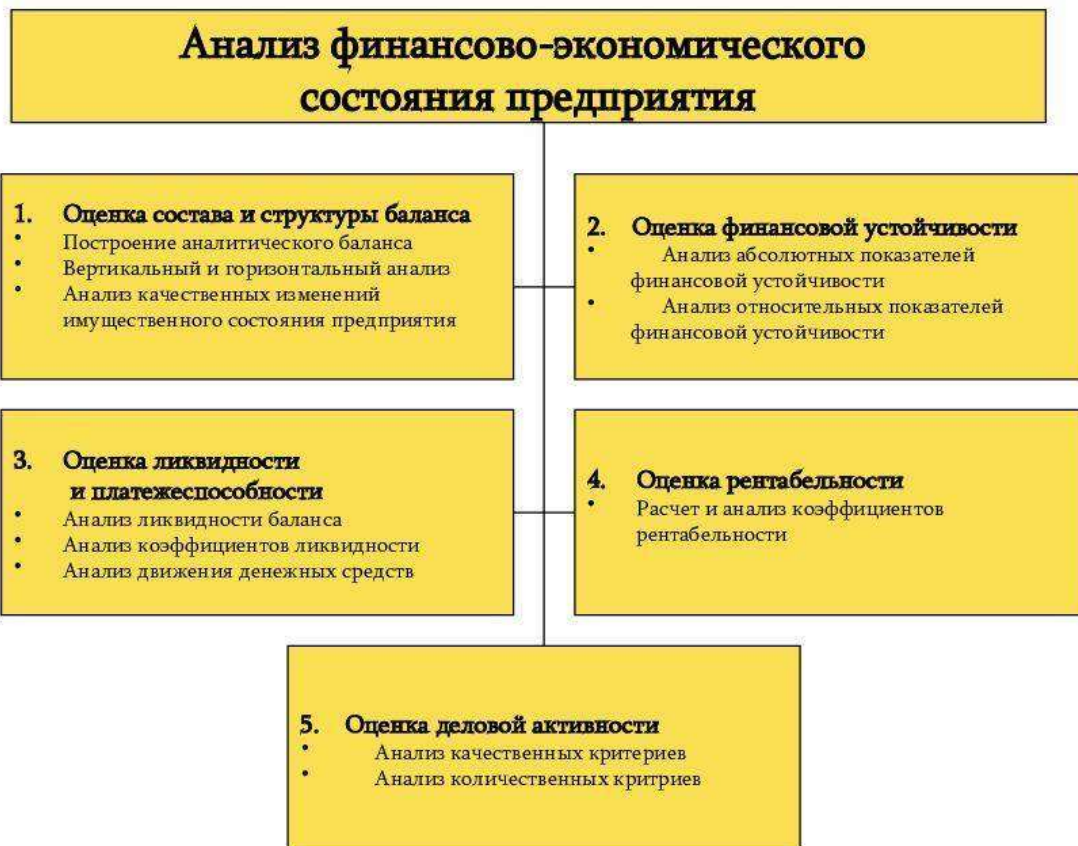 Анализ финансово-экономического
состояния предприятия
1. Оценка состава и структуры баланса
• Построение аналитического баланса
• Вертикальный и горизонтальный анализ
• Анализ качественных изменений
имущественного состояния предприятия
2. Оценка финансовой устойчивости
• Анализ абсолютных показателей
финансовой устойчивости
• Анализ относительных показателей
финансовой устойчивости
3. Оценка ликвидности
и платежеспособности
• Анализ ликвидности баланса
• Анализ коэффициентов ликвидности
• Анализ движения денежных средств
4. Оценка рентабельности
• Расчет и анализ коэффициентов
рентабельности
5. Оценка деловой активности
• Анализ качественных критериев
• Анализ количественных критриев